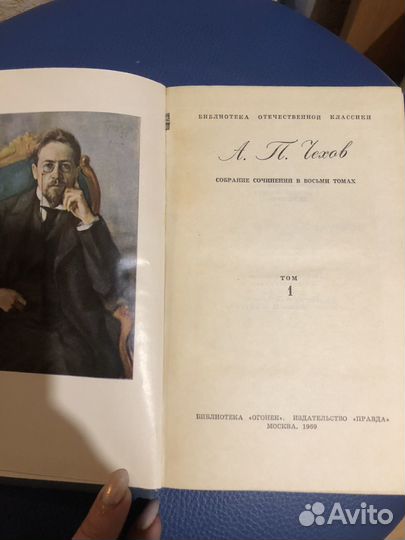 БИБЛИОТЕКА ОТЕЧЕСТВЕННОЙ КЛАССИКИ
А. П. Чехов
СОБРАНИЕ СОЧИНЕНИЙ В ВОСЬМИ ТОМАХ
ТОМ
1
БИБЛИОТЕКА «ОГОНЕК». ИЗДАТЕЛЬСТВО «ПРАВДА»
МОСКВА. 1969
Avito